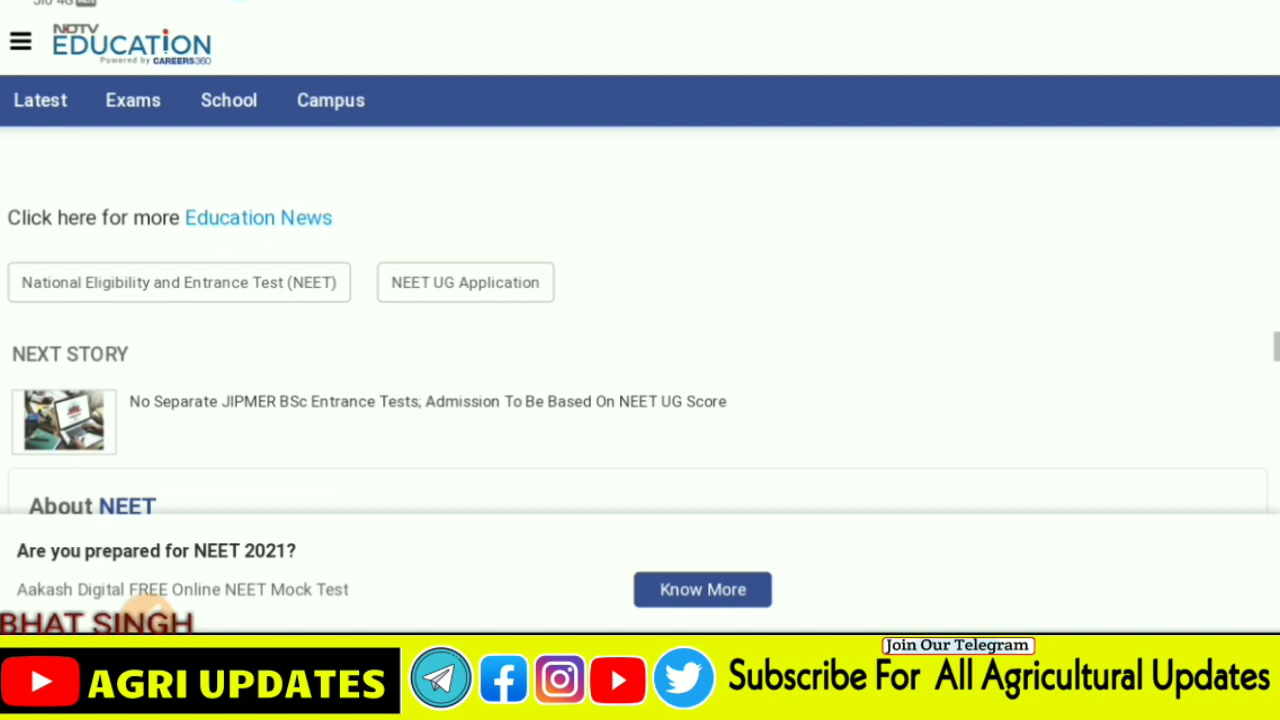 Jio 4G
NDTV
EDUCATION
Powered by CAREERS360
Latest Exams School Campus
Click here for more Education News
National Eligibility and Entrance Test (NEET) NEET UG Application
NEXT STORY
No Separate JIPMER BSc Entrance Tests; Admission To Be Based On NEET UG Score
About NEET
Are you prepared for NEET 2021?
Aakash Digital FREE Online NEET Mock Test
Know More
BHAT SINGH
Join Our Telegram
AGRI UPDATES
Subscribe For All Agricultural Updates